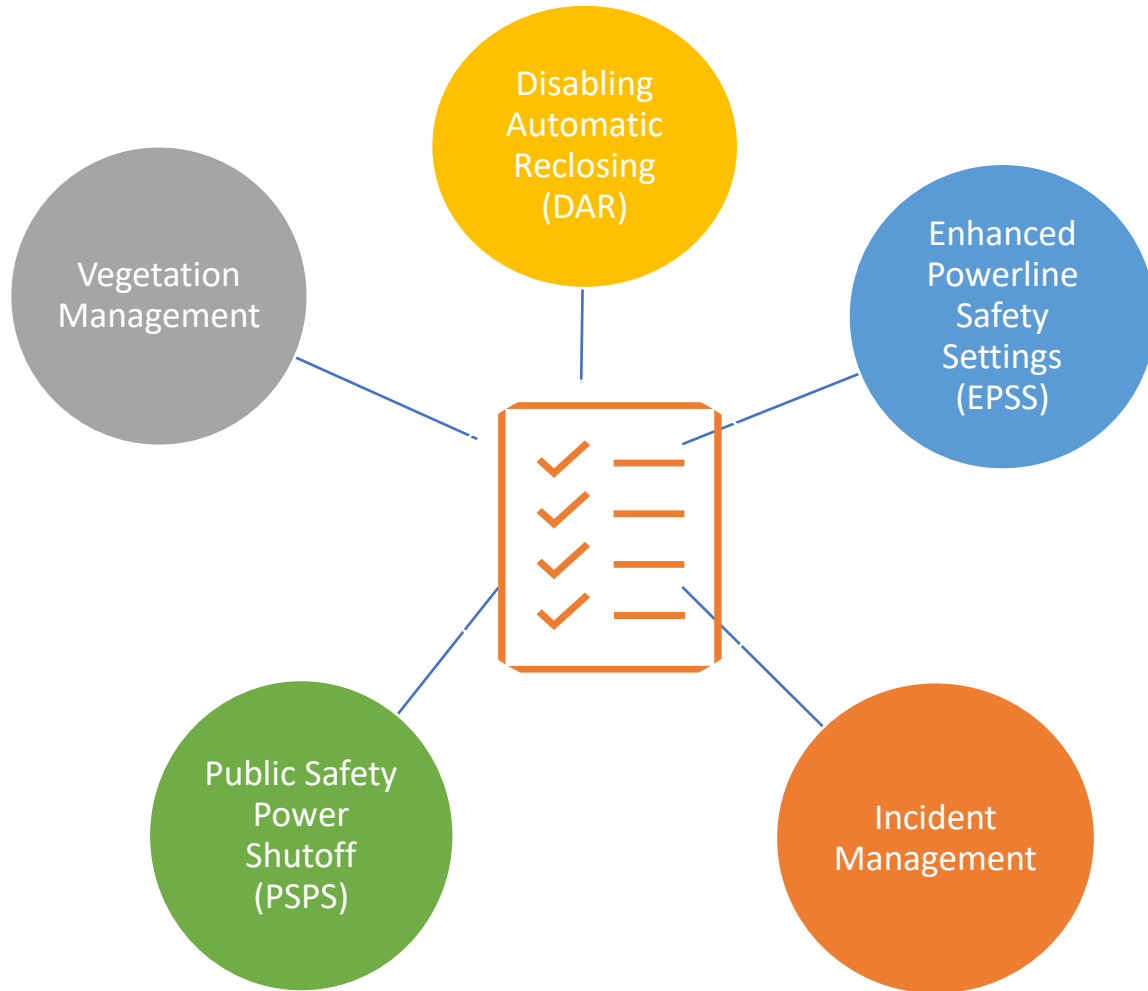 Disabling
Automatic
Reclosing
(DAR)
Vegetation
Management
Enhanced
Powerline
Safety
Settings
(EPSS)
Public Safety
Power
Shutoff
(PSPS)
Incident
Management